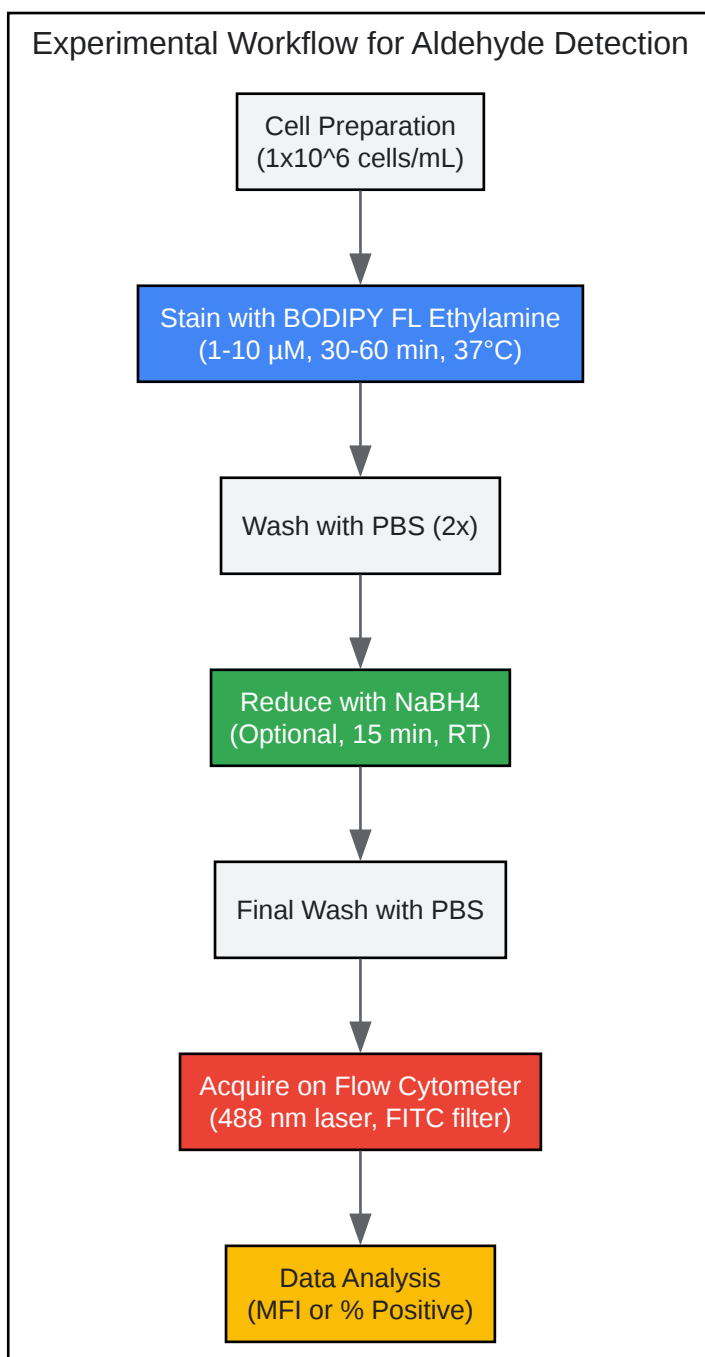 Experimental Workflow for Aldehyde Detection
Cell Preparation
(1x10^6 cells/mL)
Stain with BODIPY FL Ethylamine
(1-10 µM, 30-60 min, 37°C)
Wash with PBS (2x)
Reduce with NaBH4
(Optional, 15 min, RT)
Final Wash with PBS
Acquire on Flow Cytometer
(488 nm laser, FITC filter)
Data Analysis
(MFI or % Positive)